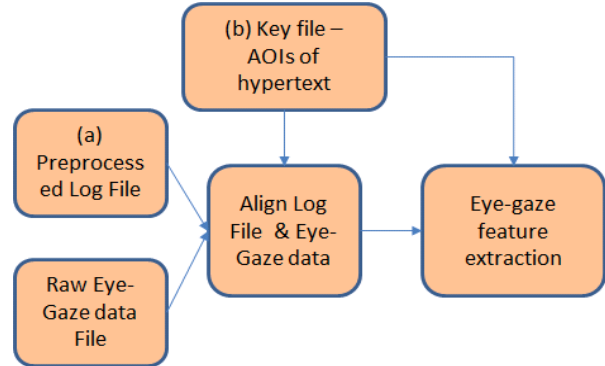 (b) Key file –
AOIs of
hypertext
(a)
Preprocess
ed Log File
Align Log
File & Eye-
Gaze data
Eye-gaze
feature
extraction
Raw Eye-
Gaze data
File